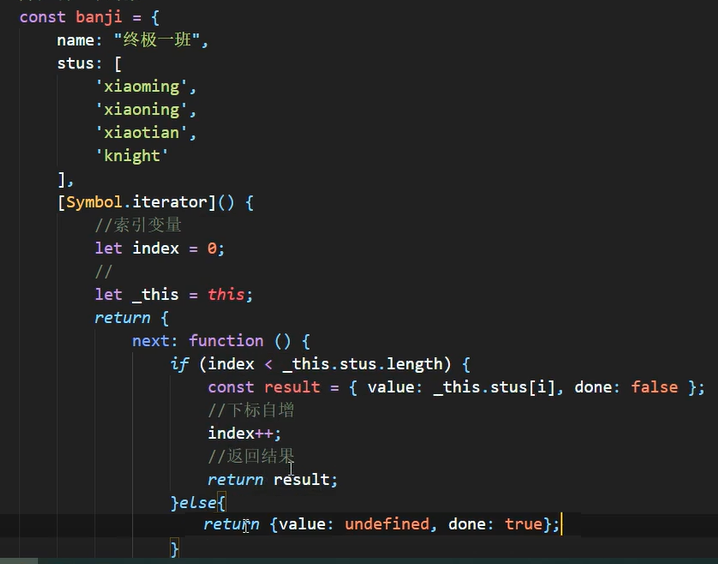 const banji = {
name: "终极一班",
stus: [
'xiaoming',
'xiaoning',
'xiaotian',
'knight'
],
[Symbol.iterator]() {
//索引变量
let index = 0;
//
let _this = this;
return {
next: function () {
if (index < _this.stus.length) {
const result = { value: _this.stus[i], done: false };
//下标自增
index++;
//返回结果
return result;
}else{
return {value: undefined, done: true};
}